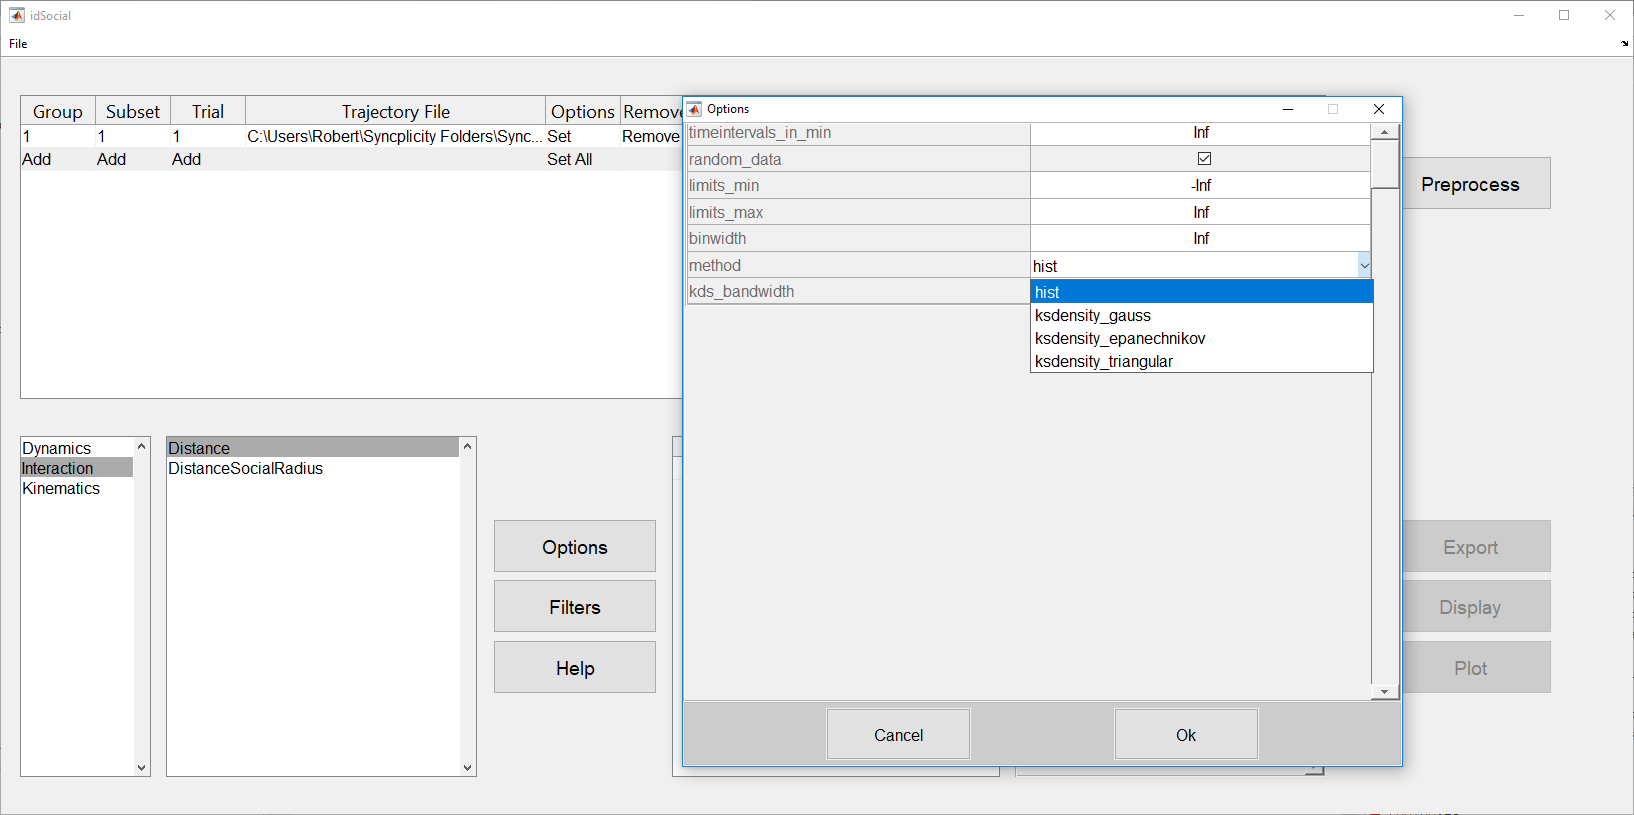 idSocial
File
Group Subset Trial Trajectory File Options Remove
1 1 1 C:\Users\Robert\Syncplicity Folders\Sync... Set Remove
Add Add Add Set All
Options
timeintervals_in_min Inf
random_data
limits_min -Inf
limits_max Inf
binwidth Inf
method hist
kds_bandwidth
hist
ksdensity_gauss
ksdensity_epanechnikov
ksdensity_triangular
Cancel Ok
Preprocess
Dynamics
Interaction
Kinematics
Distance
DistanceSocialRadius
Options
Filters
Help
Export
Display
Plot